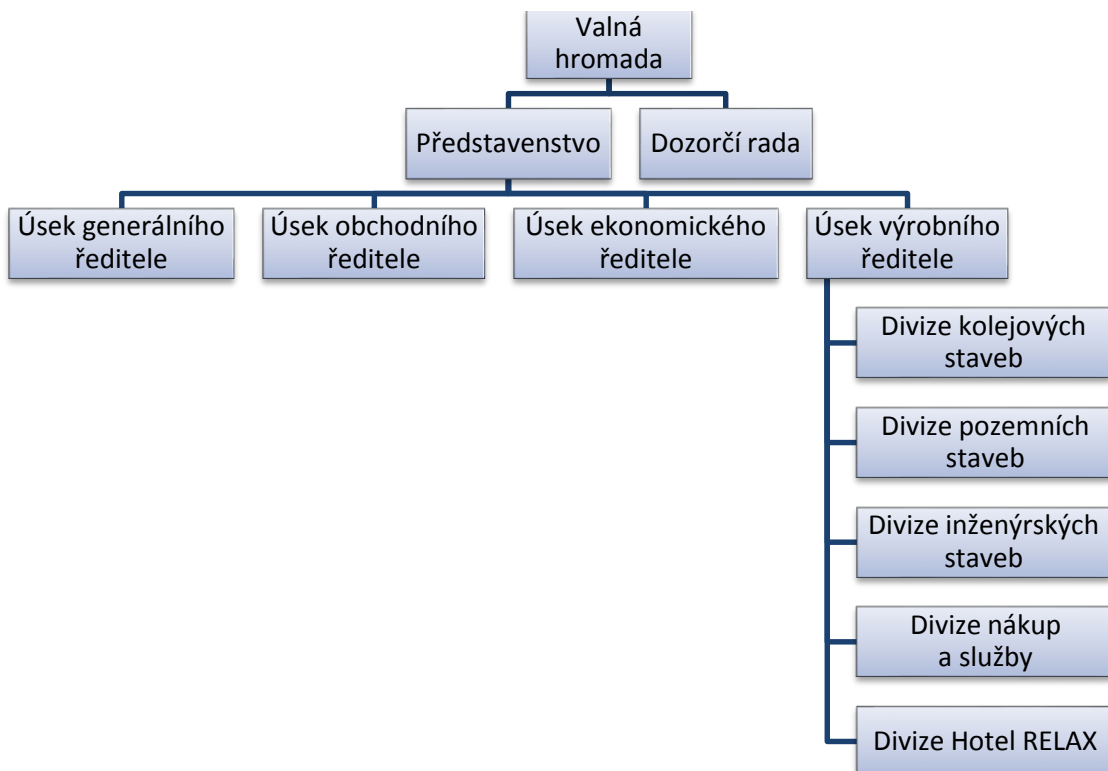 Valná
hromada
Představenstvo
Dozorčí rada
Úsek generálního
ředitele
Úsek obchodního
ředitele
Úsek ekonomického
ředitele
Úsek výrobního
ředitele
Divize kolejových
staveb
Divize pozemních
staveb
Divize inženýrských
staveb
Divize nákup
a služby
Divize Hotel RELAX